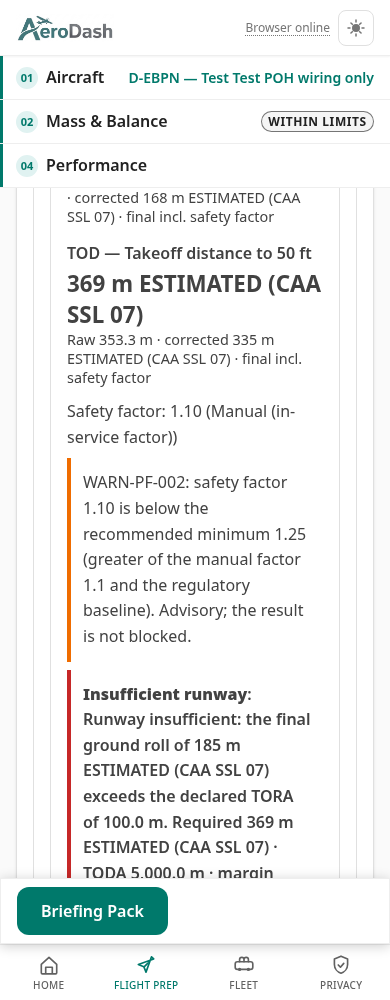 AeroDash
Browser online
01 Aircraft D-EBPN — Test Test POH wiring only
02 Mass & Balance WITHIN LIMITS
04 Performance
· corrected 168 m ESTIMATED (CAA
SSL 07) · final incl. safety factor
TOD — Takeoff distance to 50 ft
369 m ESTIMATED (CAA
SSL 07)
Raw 353.3 m · corrected 335 m
ESTIMATED (CAA SSL 07) · final incl.
safety factor
Safety factor: 1.10 (Manual (in-
service factor))
WARN-PF-002: safety factor
1.10 is below the
recommended minimum 1.25
(greater of the manual factor
1.1 and the regulatory
baseline). Advisory; the result
is not blocked.
Insufficient runway:
Runway insufficient: the final
ground roll of 185 m
ESTIMATED (CAA SSL 07)
exceeds the declared TORA
of 100.0 m. Required 369 m
ESTIMATED (CAA SSL 07) ·
TODA 5,000.0 m · margin
Briefing Pack
HOME FLIGHT PREP FLEET PRIVACY